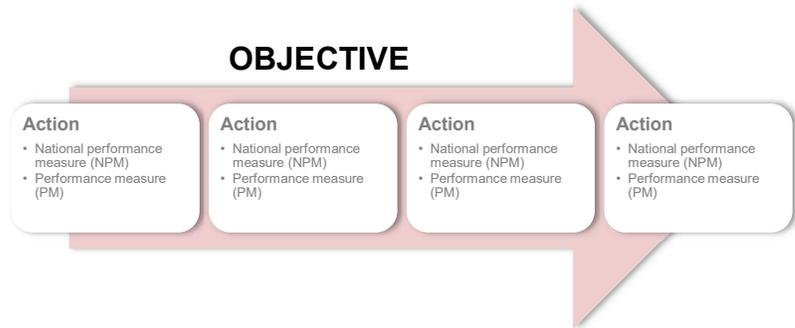 OBJECTIVE
Action
• National performance
measure (NPM)
• Performance measure
(PM)
Action
• National performance
measure (NPM)
• Performance measure
(PM)
Action
• National performance
measure (NPM)
• Performance measure
(PM)
Action
• National performance
measure (NPM)
• Performance measure
(PM)